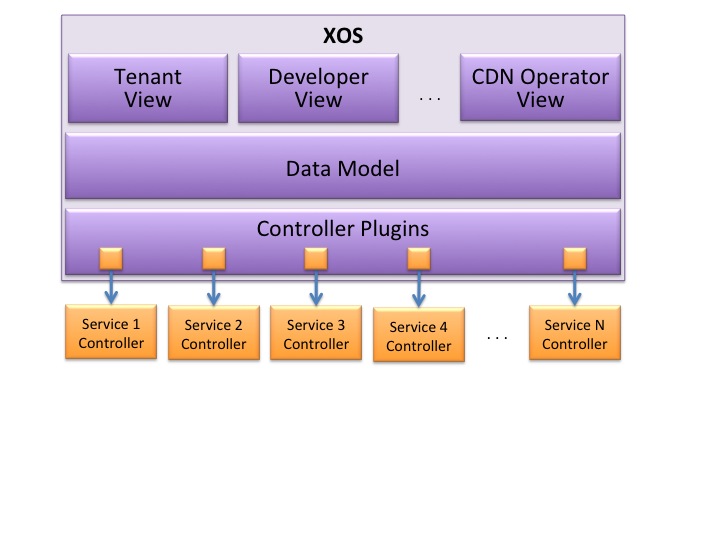 XOS
Tenant
View
Developer
View
. . .
CDN Operator
View
Data Model
Controller Plugins
Service 1
Controller
Service 2
Controller
Service 3
Controller
Service 4
Controller
. . .
Service N
Controller